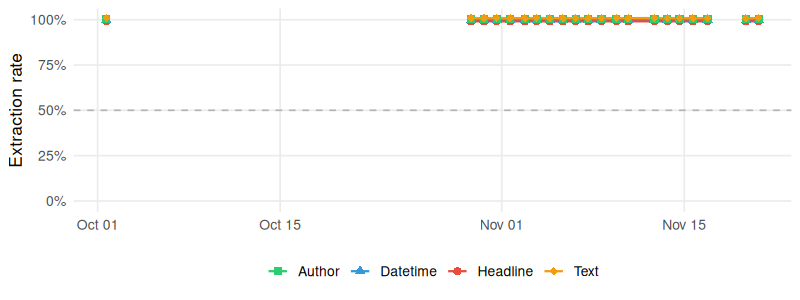 Extraction rate
100%
75%
50%
25%
0%
Oct 01 Oct 15 Nov 01 Nov 15
Author Datetime Headline Text